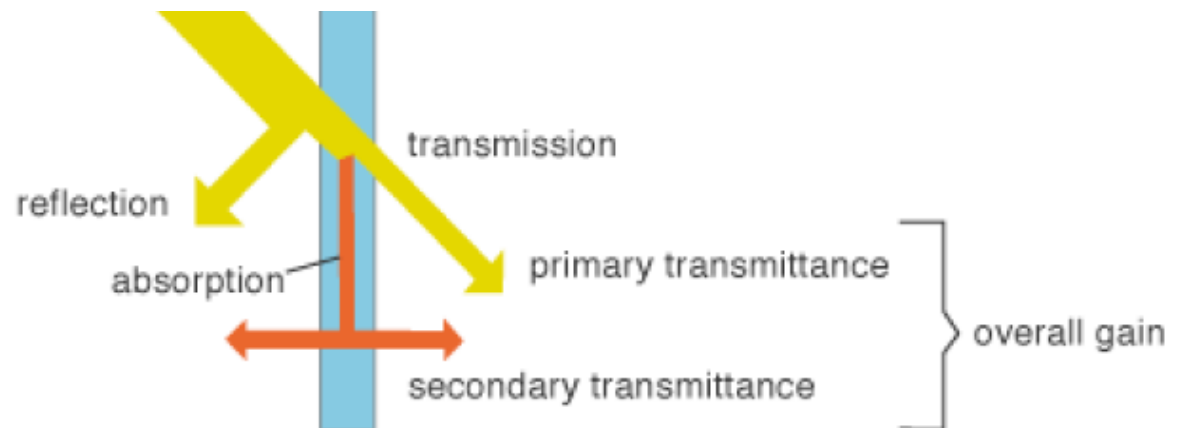 transmission
reflection
primary transmittance
absorption
overall gain
secondary transmittance